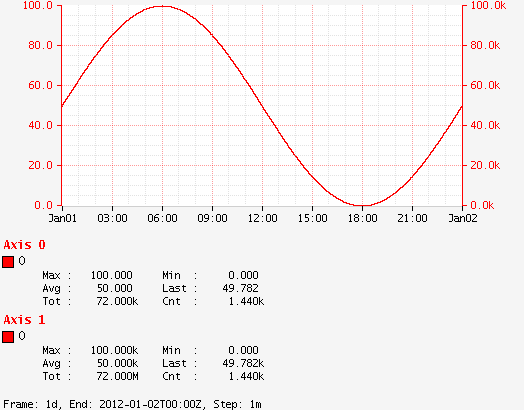 100.0 100.0k
80.0 80.0k
60.0 60.0k
40.0 40.0k
20.0 20.0k
0.0 0.0k
Jan01 03:00 06:00 09:00 12:00 15:00 18:00 21:00 Jan02
Axis 0
0
Max : 100.000 Min : 0.000
Avg : 50.000 Last : 49.782
Tot : 72.000k Cnt : 1.440k
Axis 1
0
Max : 100.000k Min : 0.000
Avg : 50.000k Last : 49.782k
Tot : 72.000M Cnt : 1.440k
Frame: 1d, End: 2012-01-02T00:00Z, Step: 1m